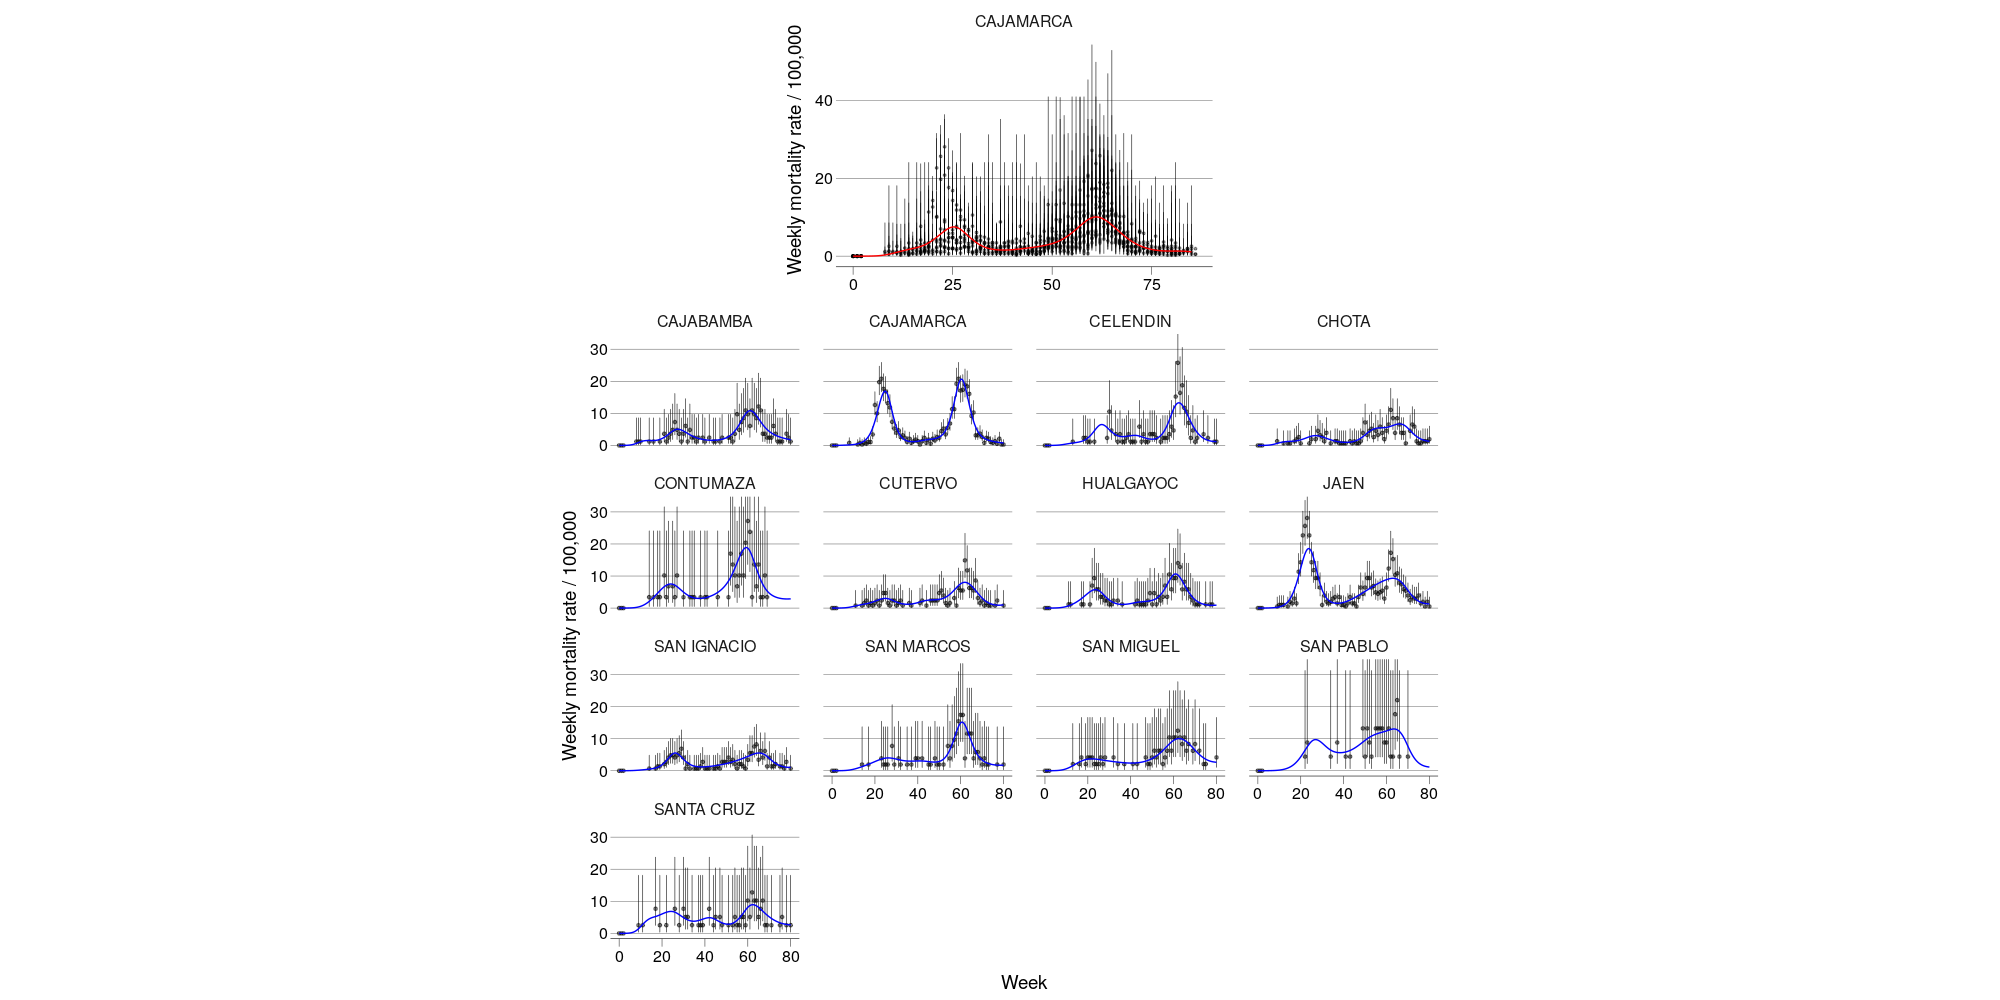 CAJAMARCA
Weekly mortality rate / 100,000
40
20
0
0 25 50 75
CAJABAMBA CAJAMARCA CELENDIN CHOTA
30
20
10
0
CONTUMAZA CUTERVO HUALGAYOC JAEN
30
20
10
0
Weekly mortality rate / 100,000
SAN IGNACIO SAN MARCOS SAN MIGUEL SAN PABLO
30
20
10
0
0 20 40 60 80 0 20 40 60 80 0 20 40 60 80
SANTA CRUZ
30
20
10
0
0 20 40 60 80
Week